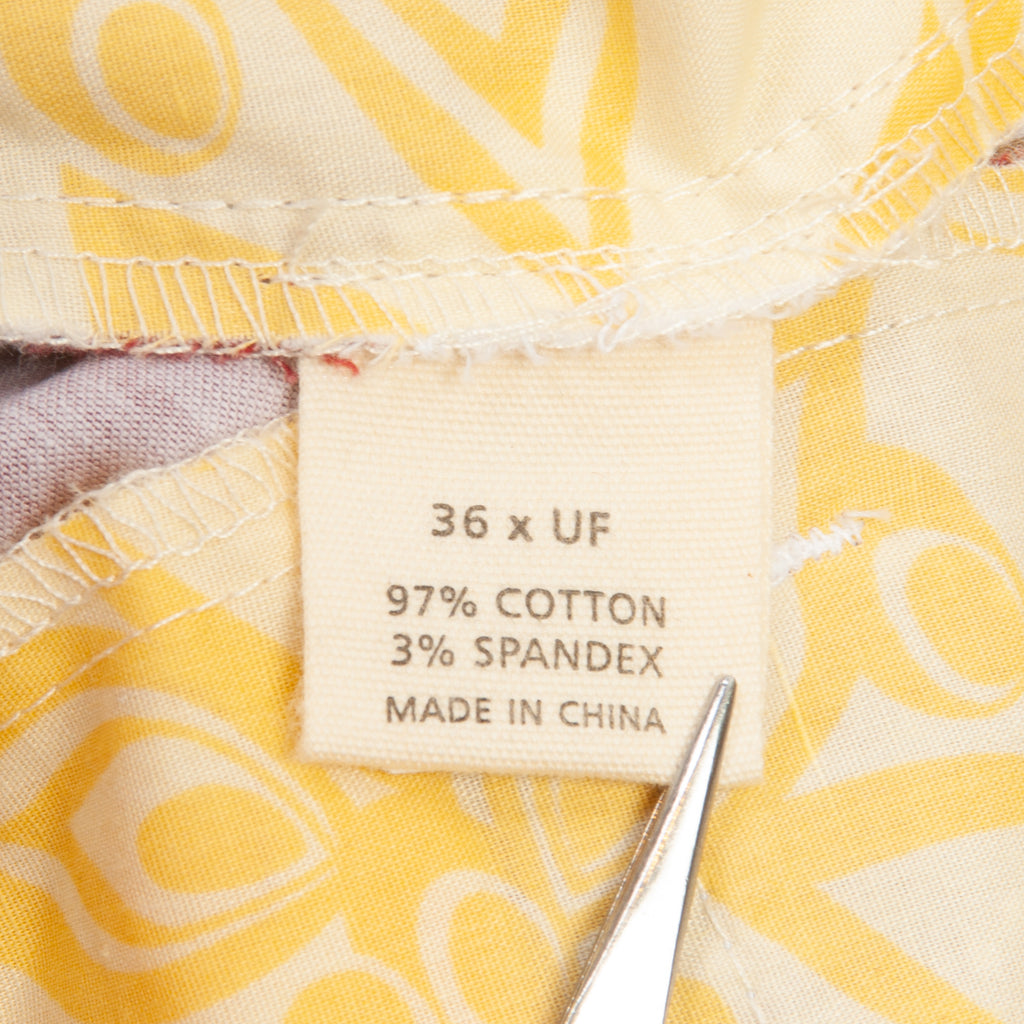 36 x UF
97% COTTON
3% SPANDEX
MADE IN CHINA